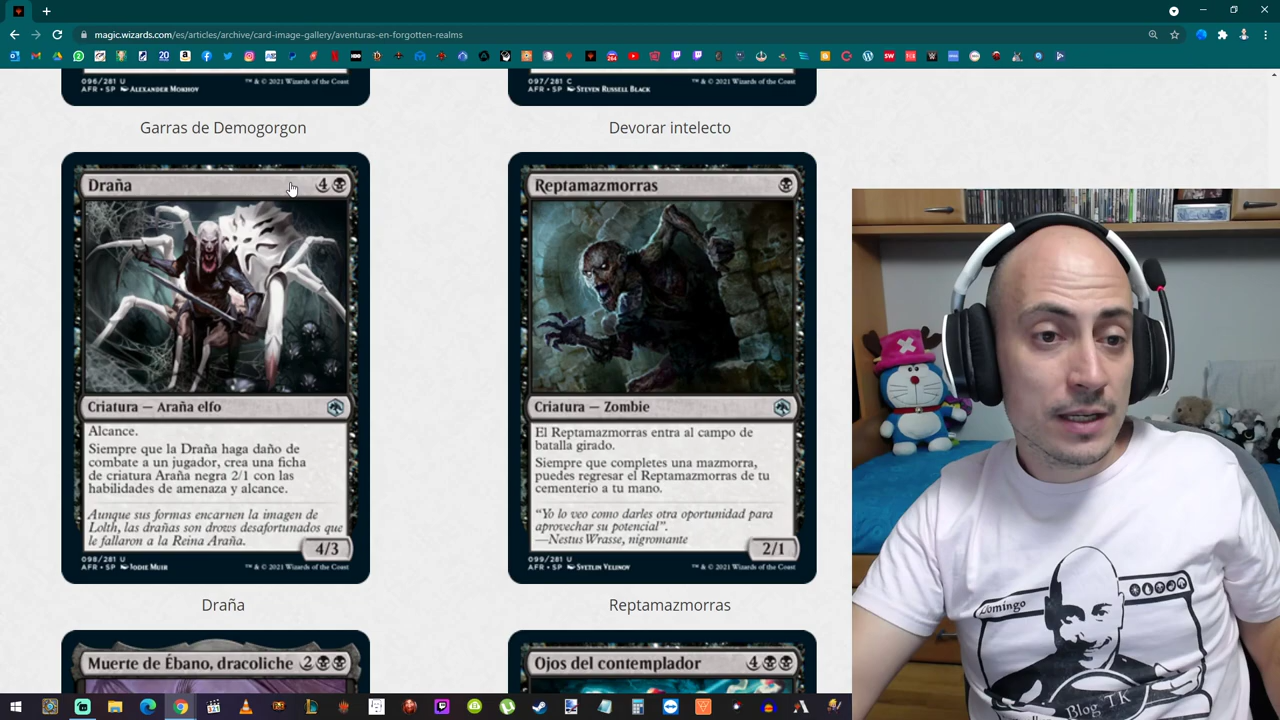 magic.wizards.com/es/articles/archive/card-image-gallery/aventuras-en-forgotten-realms
096/281 U
AFR • SP Alexander Mokhov
™ & © 2021 Wizards of the Coast
097/281 C
AFR • SP Steven Russell Black
™ & © 2021 Wizards of the Coast
Garras de Demogorgon
Devorar intelecto
Draña 4
Criatura — Araña elfo
Alcance.
Siempre que la Draña haga daño de
combate a un jugador, crea una ficha
de criatura Araña negra 2/1 con las
habilidades de amenaza y alcance.
Aunque sus formas encarnen la imagen de
Lolth, las drañas son drows desafortunados que
le fallaron a la Reina Araña.
4/3
098/281 U
AFR • SP Jodie Muir
™ & © 2021 Wizards of the Coast
Reptamazmorras
Criatura — Zombie
El Reptamazmorras entra al campo de
batalla girado.
Siempre que completes una mazmorra,
puedes regresar el Reptamazmorras de tu
cementerio a tu mano.
“Yo lo veo como darles otra oportunidad para
aprovechar su potencial”.
—Nestus Wrasse, nigromante
2/1
099/281 U
AFR • SP Svetlin Velinov
™ & © 2021 Wizards of the Coast
Draña
Reptamazmorras
Muerte de Ébano, dracoliche 2
Ojos del contemplador 4
Domingo
Blog TK